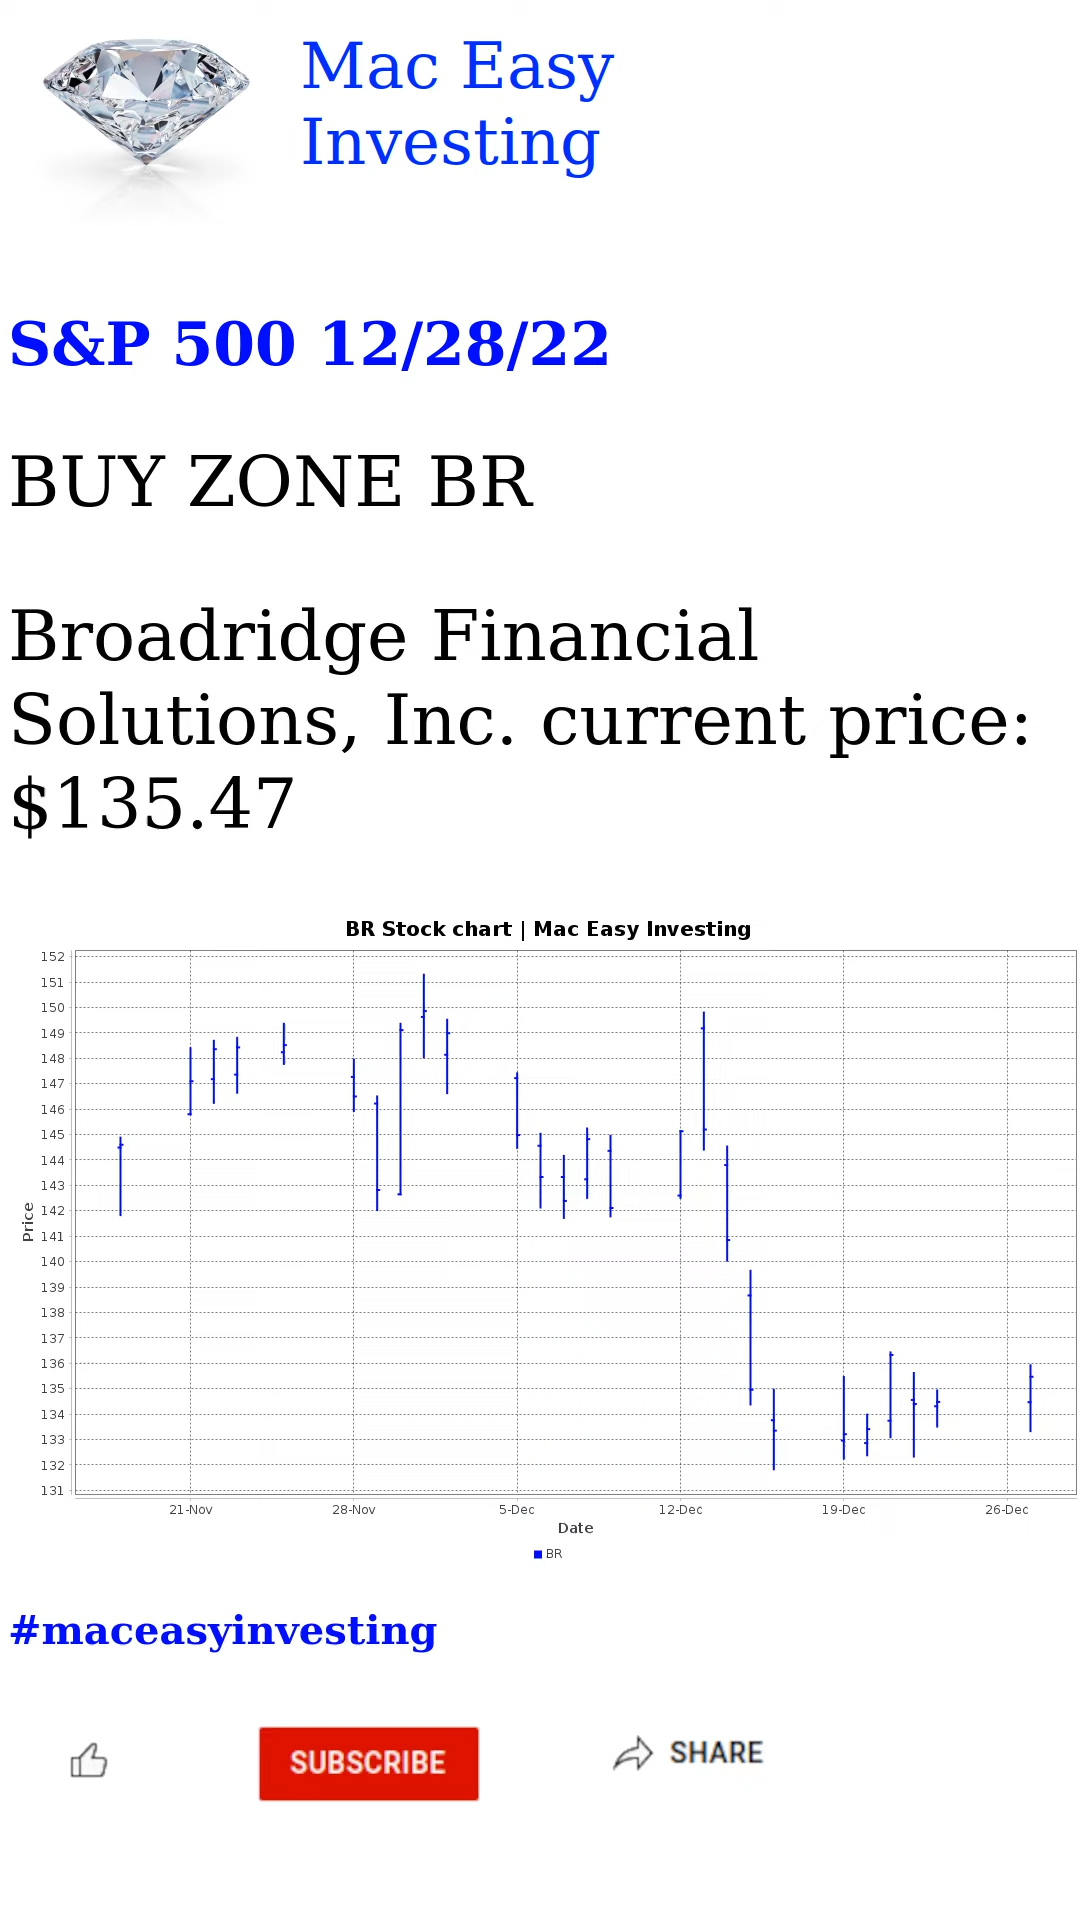 Mac Easy
Investing
S&P 500 12/28/22
BUY ZONE BR
Broadridge Financial
Solutions, Inc. current price:
$135.47
BR Stock chart | Mac Easy Investing
152
151
150
149
148
147
146
145
144
143
142
141
140
139
138
137
136
135
134
133
132
131
Price
21-Nov 28-Nov 5-Dec 12-Dec 19-Dec 26-Dec
Date
BR
#maceasyinvesting
SUBSCRIBE
SHARE